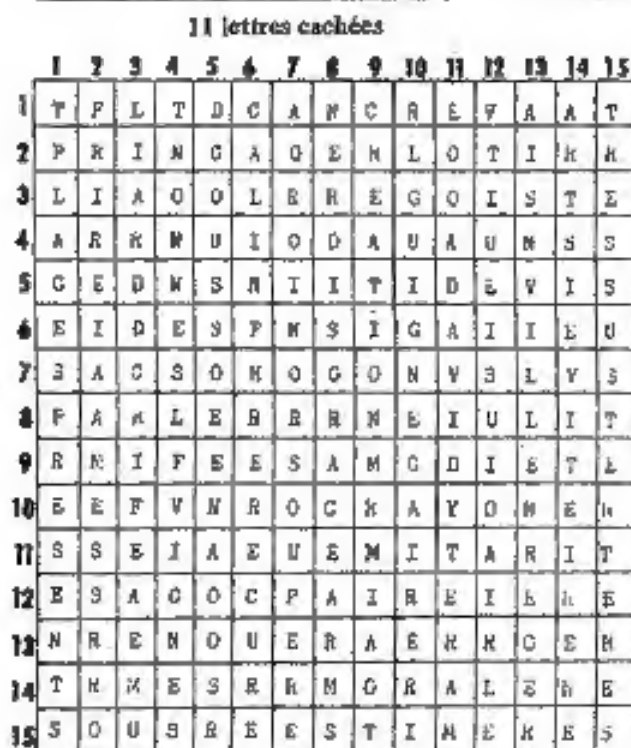 11 lettres cachées
1 2 3 4 5 6 7 8 9 10 11 12 13 14 15
1 T F L T D C A N C R E V A A T
2 P R I N G A G E R L O T I R R
3 L I A O O L E R E G O I S T E
4 A R R N U I O D A U A U N S S
5 G E D N S N I I T I D E V I S
6 E I D E S P N S I G A I I E U
7 S A C S O N O G O N V S L V S
8 P A R L E R R R N E I U L I T
9 R N I F E E S A M C D I E T E
10 E E F V N R O C K A Y O N E R
11 S S E I A E U E M I T A R I T
12 E S A C O C P A I R E I E R E
13 N R E N O U E R A E R R G E N
14 T R M E S R R M O R A L E R E
15 S O U S R E E S T I M E R E S